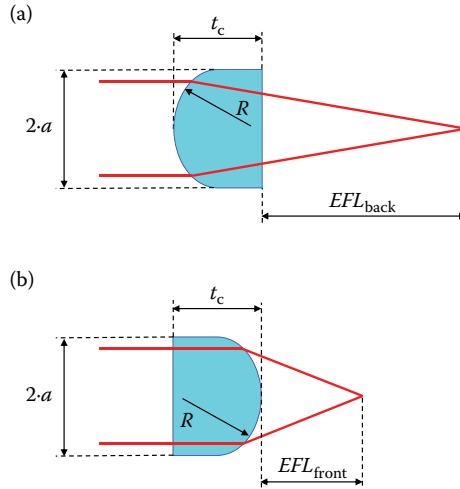 (a)
t_c
2·a
R
EFL_back
(b)
t_c
2·a
R
EFL_front